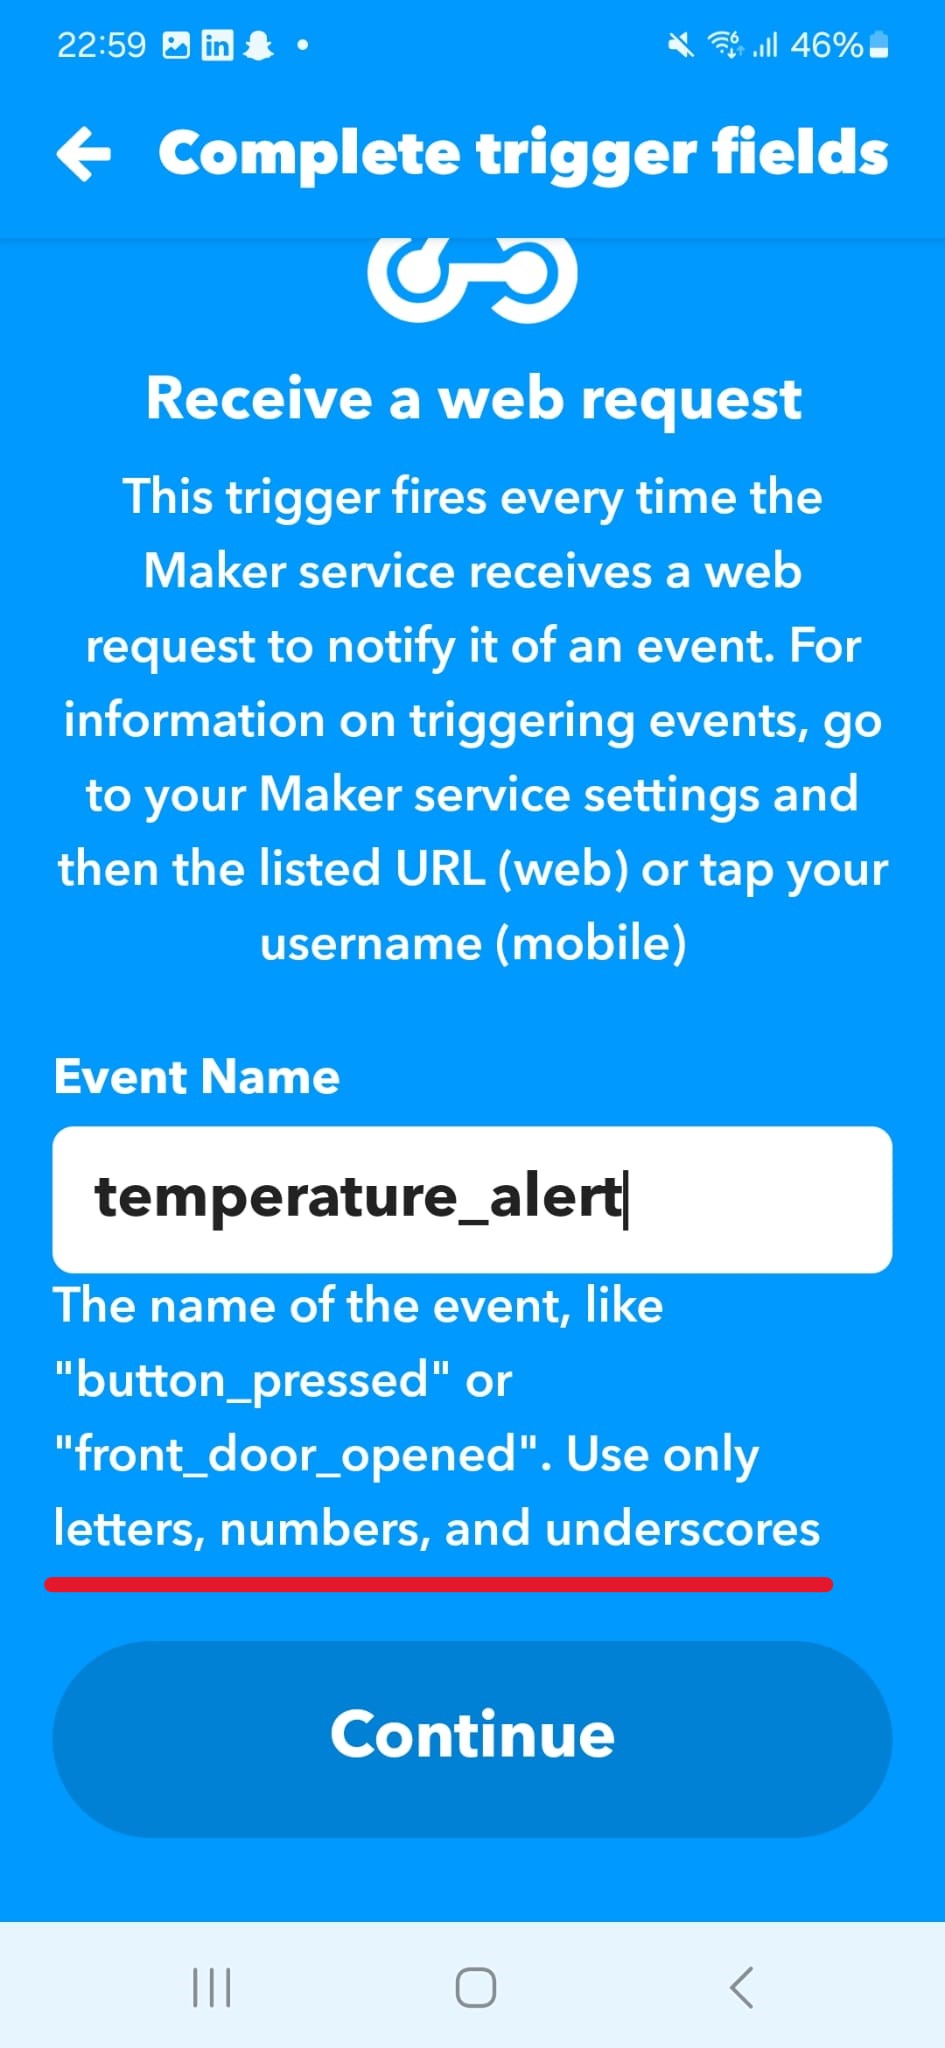 22:59
46%
Complete trigger fields
Receive a web request
This trigger fires every time the
Maker service receives a web
request to notify it of an event. For
information on triggering events, go
to your Maker service settings and
then the listed URL (web) or tap your
username (mobile)
Event Name
temperature_alert
The name of the event, like
"button_pressed" or
"front_door_opened". Use only
letters, numbers, and underscores
Continue